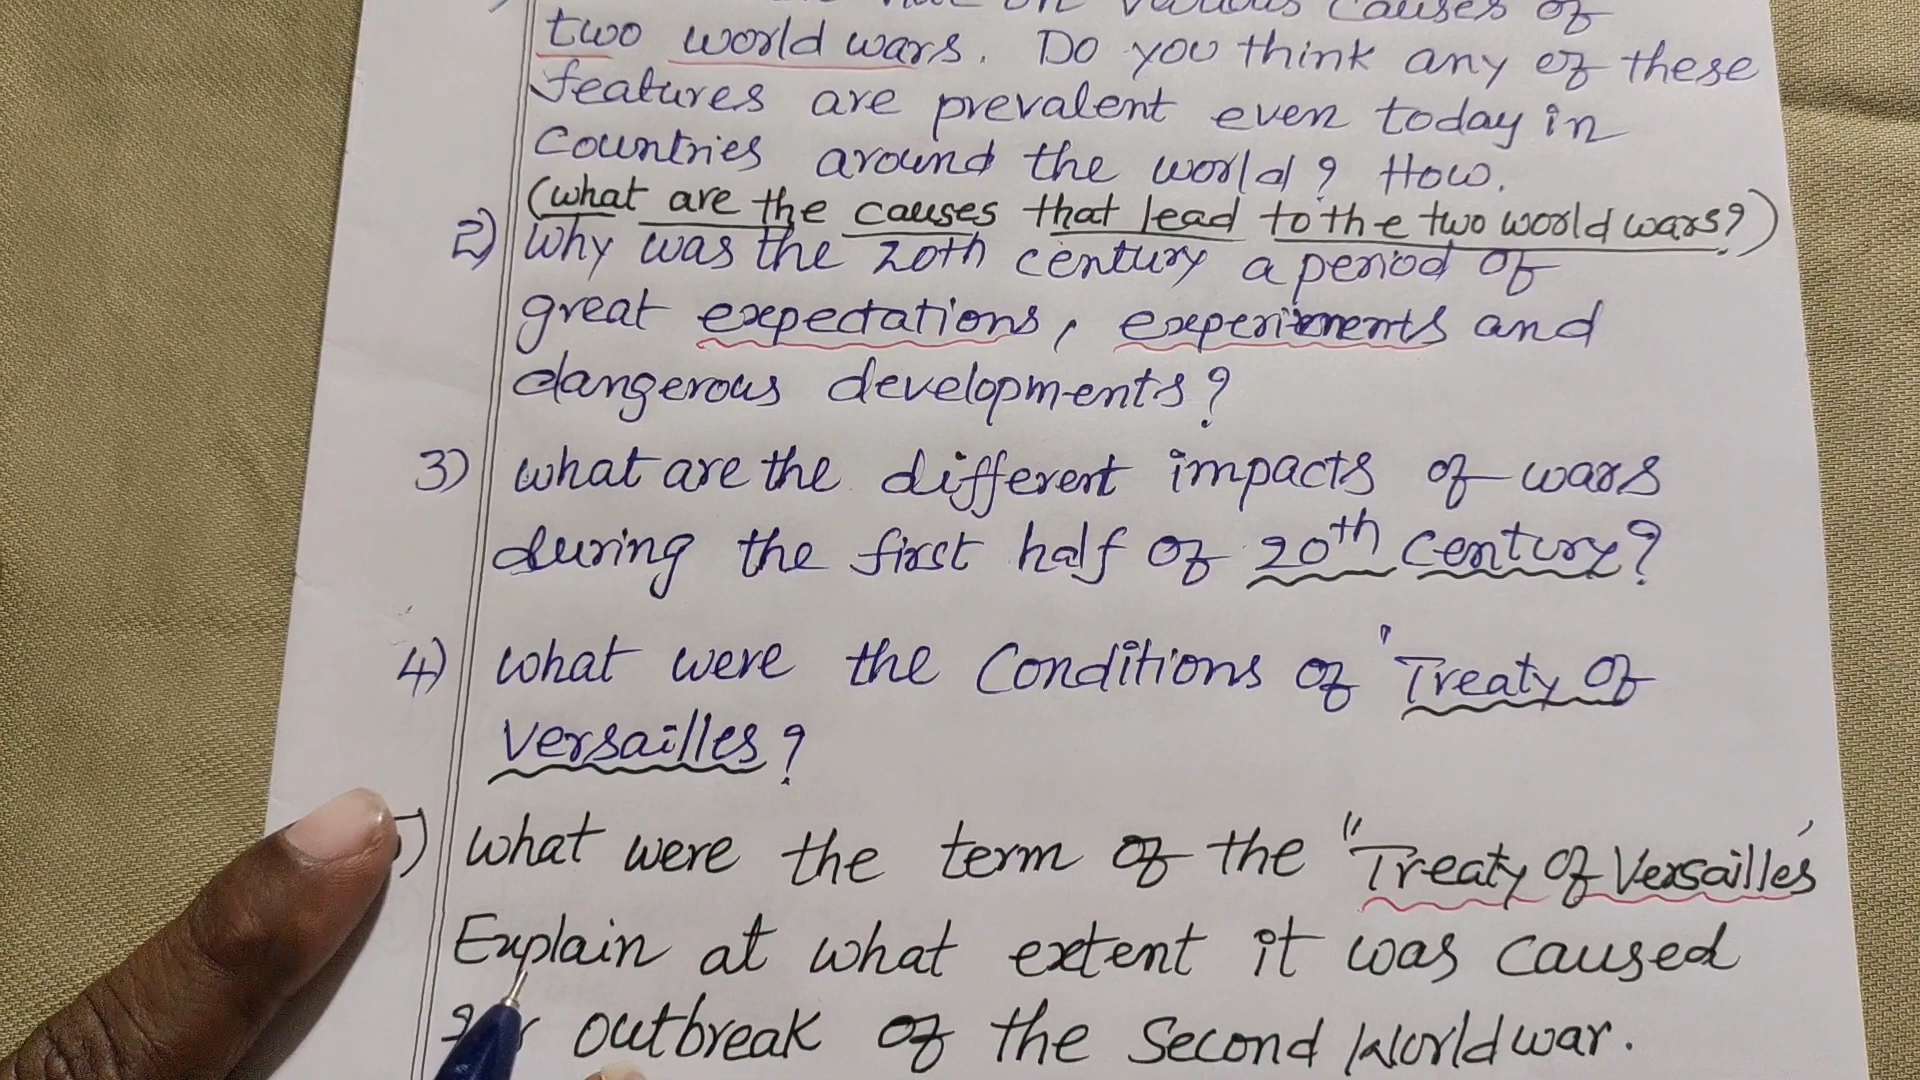 on various causes of
two world wars. Do you think any of these
features are prevalent even today in
Countries around the world? How.
(what are the causes that lead to the two world wars?)
2) Why was the 20th century a period of
great expectations, experiments and
dangerous developments?
3) what are the different impacts of wars
during the first half of 20th Century?
4) what were the Conditions of "Treaty of
Versailles?
) what were the term of the "Treaty of Versailles'
Explain at what extent it was caused
outbreak of the Second World war.